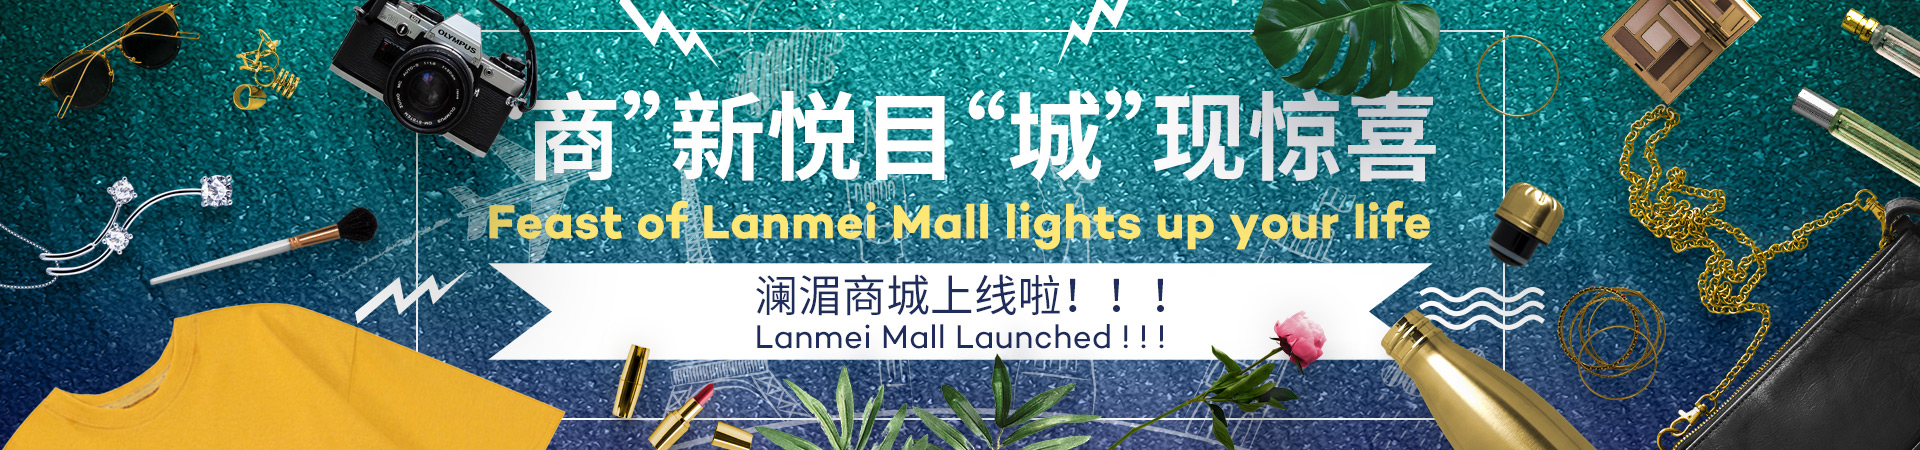 OLYMPUS
商”新悦目“城”现惊喜
Feast of Lanmei Mall lights up your life
澜湄商城上线啦！！！
Lanmei Mall Launched ! ! !